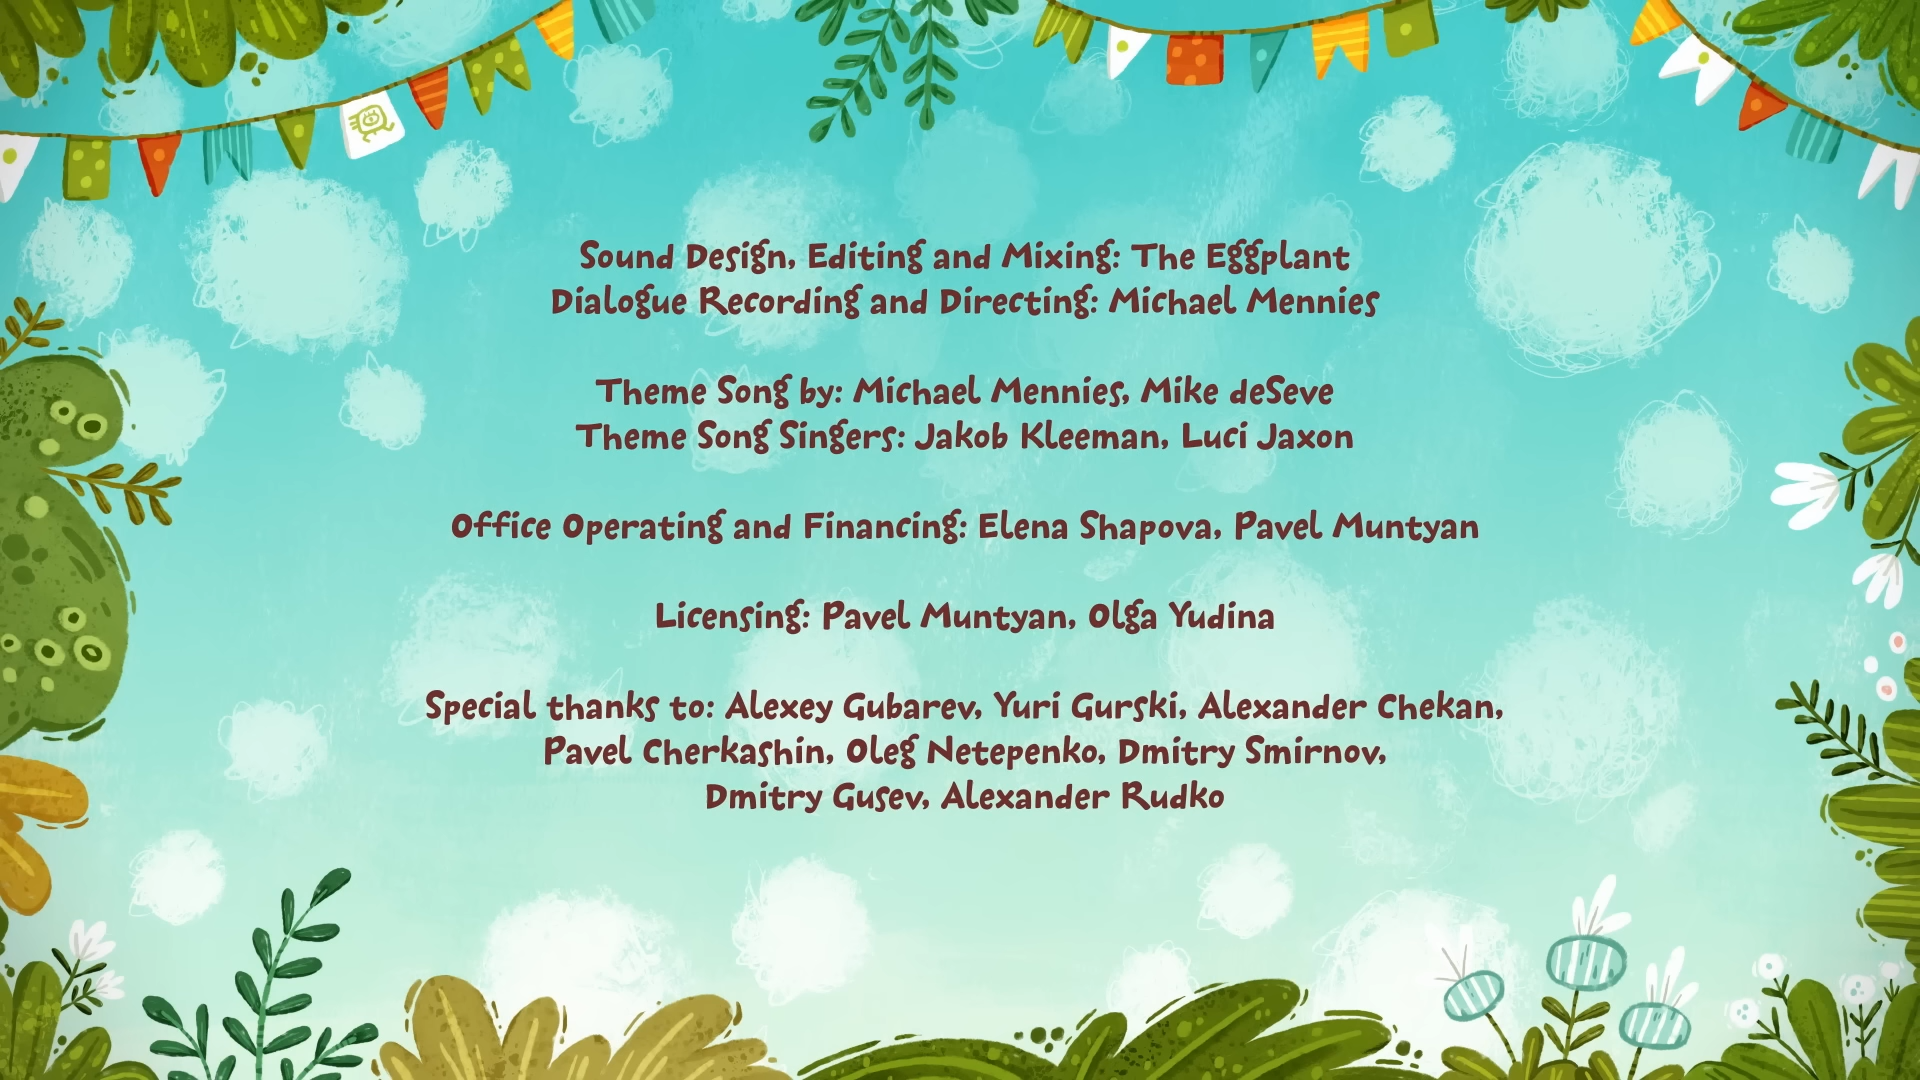 Sound Design, Editing and Mixing: The Eggplant
Dialogue Recording and Directing: Michael Mennies
Theme Song by: Michael Mennies, Mike deSeve
Theme Song Singers: Jakob Kleeman, Luci Jaxon
Office Operating and Financing: Elena Shapova, Pavel Muntyan
Licensing: Pavel Muntyan, Olga Yudina
Special thanks to: Alexey Gubarev, Yuri Gurski, Alexander Chekan,
Pavel Cherkashin, Oleg Netepenko, Dmitry Smirnov,
Dmitry Gusev, Alexander Rudko